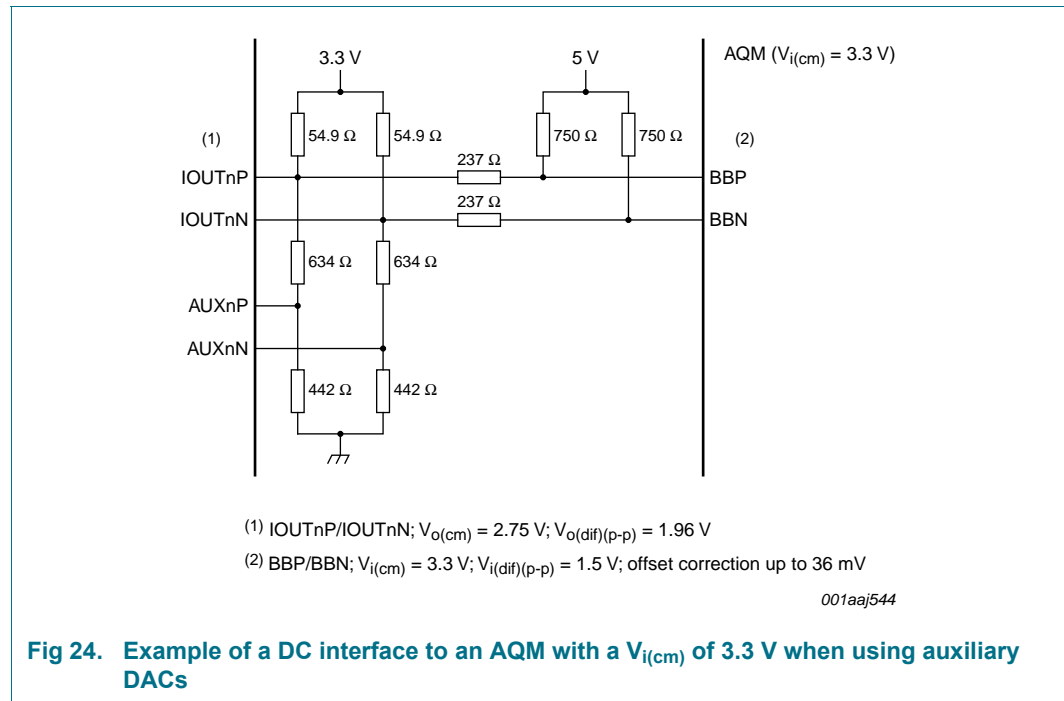 3.3 V
5 V
AQM (Vi(cm) = 3.3 V)
(1)
54.9 Ω
54.9 Ω
750 Ω
750 Ω
(2)
237 Ω
IOUTnP
BBP
237 Ω
IOUTnN
BBN
634 Ω
634 Ω
AUXnP
AUXnN
442 Ω
442 Ω
(1) IOUTnP/IOUTnN; Vo(cm) = 2.75 V; Vo(dif)(p-p) = 1.96 V
(2) BBP/BBN; Vi(cm) = 3.3 V; Vi(dif)(p-p) = 1.5 V; offset correction up to 36 mV
001aaj544
Fig 24. Example of a DC interface to an AQM with a Vi(cm) of 3.3 V when using auxiliary
DACs